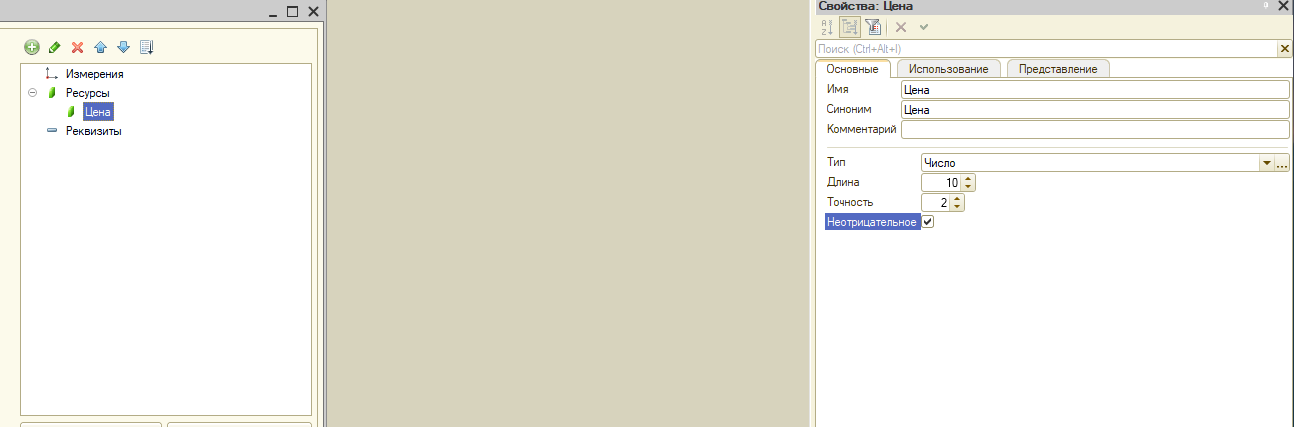 Свойства: Цена
Поиск (Ctrl+Alt+I)
Измерения
Ресурсы
Цена
Реквизиты
Основные Использование Представление
Имя Цена
Синоним Цена
Комментарий
Тип Число
Длина 10
Точность 2
Неотрицательное